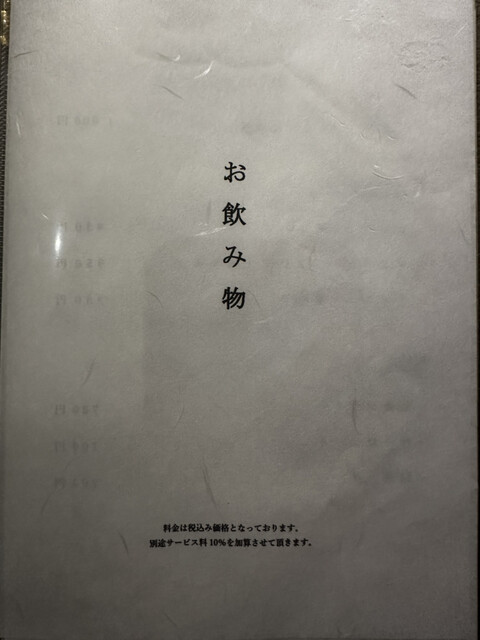 お飲み物
料金は税込み価格となっております。
別途サービス料10%を加算させて頂きます。